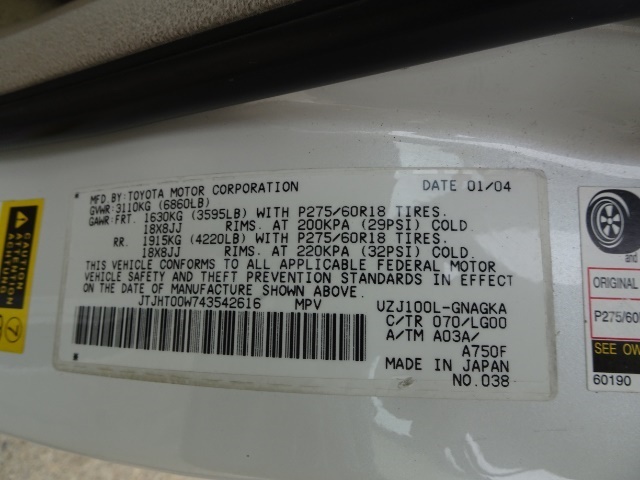 MFD. BY: TOYOTA MOTOR CORPORATION DATE 01/04
GVWR: 3110KG (6860LB)
GAWR: FRT. 1630KG (3595LB) WITH P275/60R18 TIRES.
18X8JJ RIMS. AT 200KPA (29PSI) COLD.
RR. 1915KG (4220LB) WITH P275/60R18 TIRES.
18X8JJ RIMS. AT 220KPA (32PSI) COLD.
THIS VEHICLE CONFORMS TO ALL APPLICABLE FEDERAL MOTOR
VEHICLE SAFETY AND THEFT PREVENTION STANDARDS IN EFFECT
ON THE DATE OF MANUFACTURE SHOWN ABOVE.
JTJHT00W743542616 MPV UZJ100L-GNAGKA
C/TR 070/LG00
A/TM A03A/
A750F
MADE IN JAPAN
NO.038
CAUTION
ORIGINAL
P275/60
SEE OW
60190